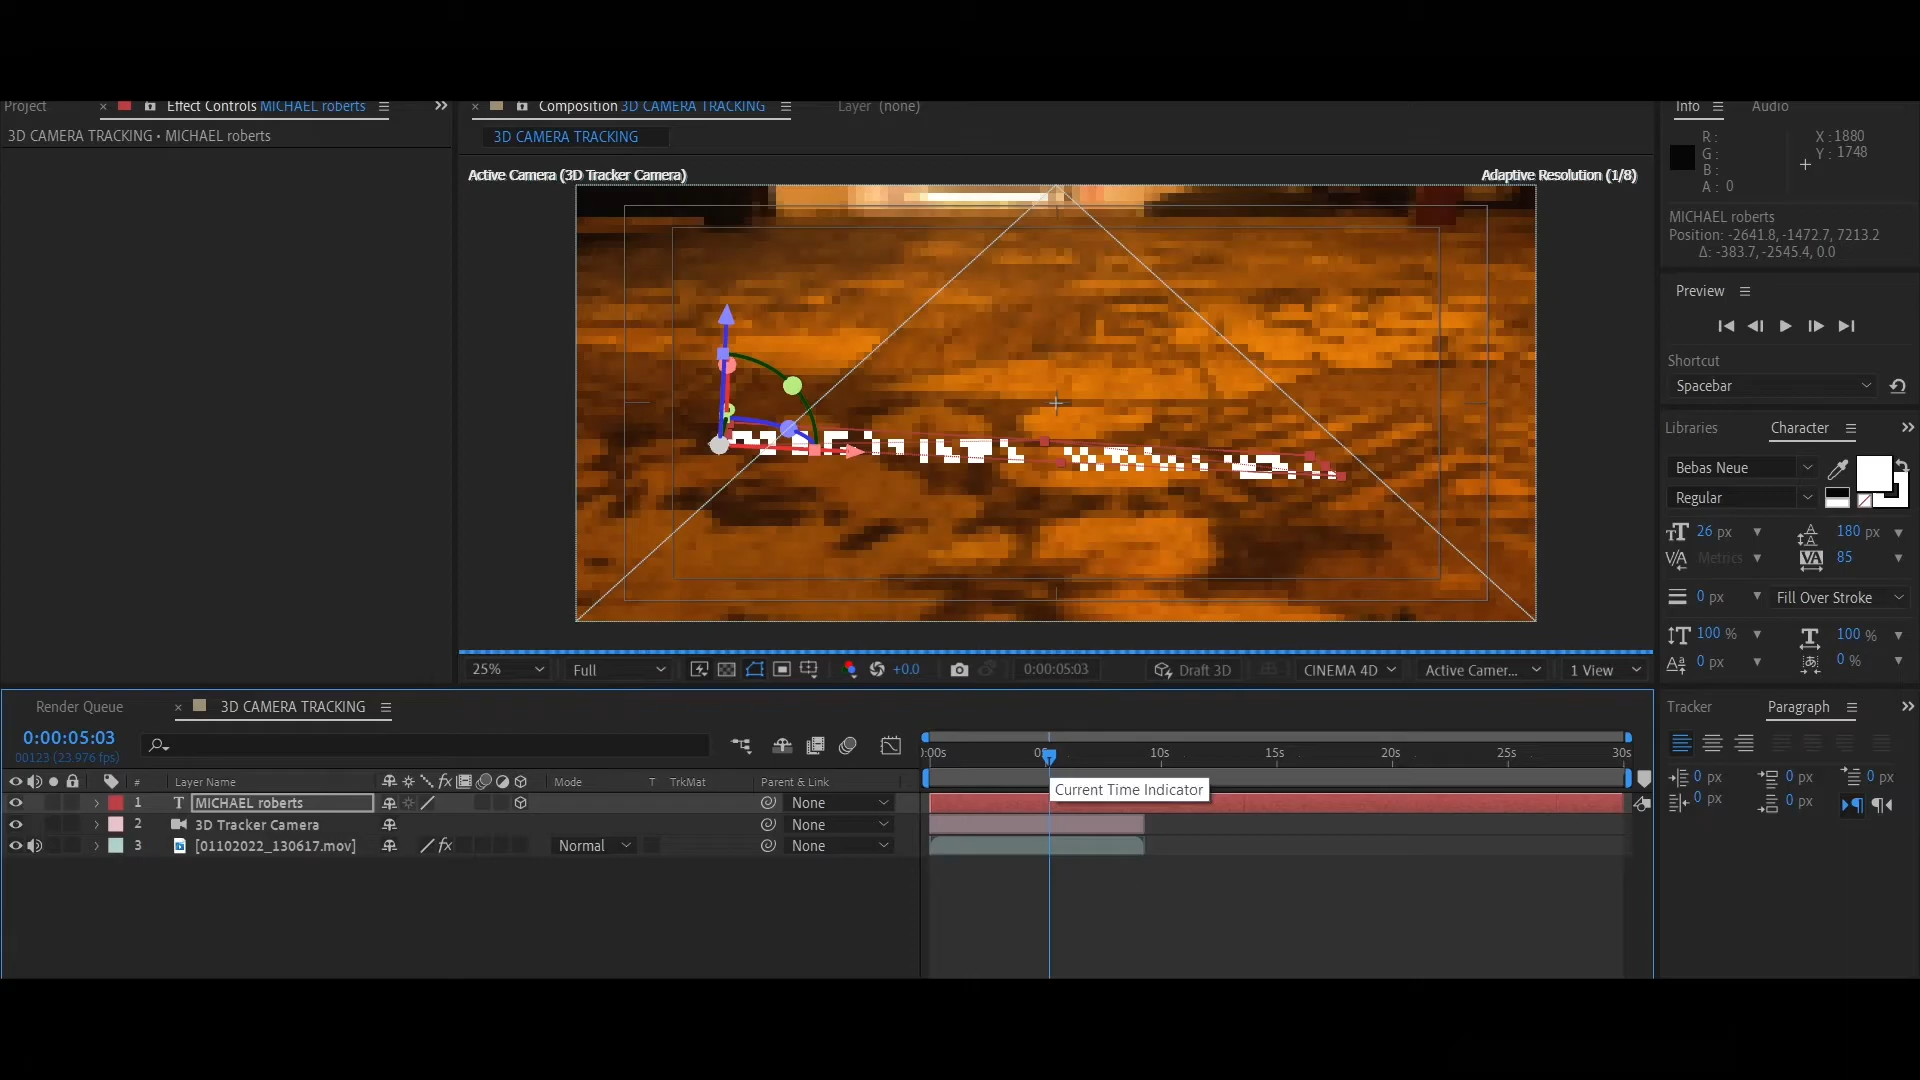 Project
× Effect Controls MICHAEL roberts
3D CAMERA TRACKING • MICHAEL roberts
× Composition 3D CAMERA TRACKING
Layer (none)
3D CAMERA TRACKING
Active Camera (3D Tracker Camera)
Adaptive Resolution (1/8)
Info
Audio
R :
G :
B :
A : 0
X : 1880
Y : 1748
MICHAEL roberts
Position: -2641.8, -1472.7, 7213.2
Δ: -383.7, -2545.4, 0.0
Preview
Shortcut
Spacebar
Libraries
Character
Bebas Neue
Regular
26 px
180 px
Metrics
85
0 px
Fill Over Stroke
100 %
100 %
0 px
0 %
25%
Full
+0.0
0:00:05:03
Draft 3D
CINEMA 4D
Active Camer...
1 View
Render Queue
× 3D CAMERA TRACKING
0:00:05:03
00123 (23.976 fps)
# Layer Name
Mode
T TrkMat
Parent & Link
1 T MICHAEL roberts
None
2 3D Tracker Camera
None
3 [01102022_130617.mov]
Normal
None
):00s
05
10s
15s
20s
25s
30s
Current Time Indicator
Tracker
Paragraph
0 px
0 px
0 px
0 px
0 px